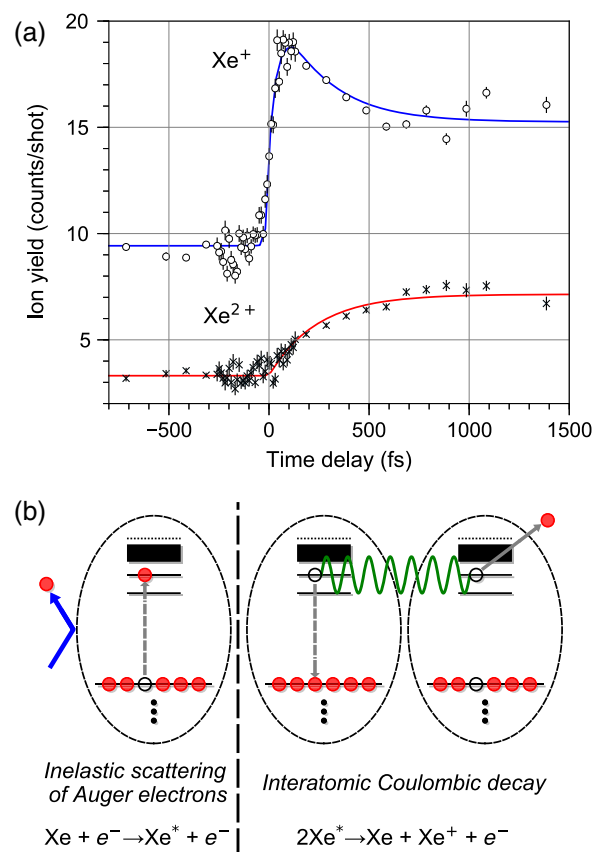 (a)
Xe⁺
Xe²⁺
Ion yield (counts/shot)
20
15
10
5
−500 0 500 1000 1500
Time delay (fs)
(b)
Inelastic scattering
of Auger electrons
Interatomic Coulombic decay
Xe + e⁻→Xe* + e⁻
2Xe*→Xe + Xe⁺ + e⁻